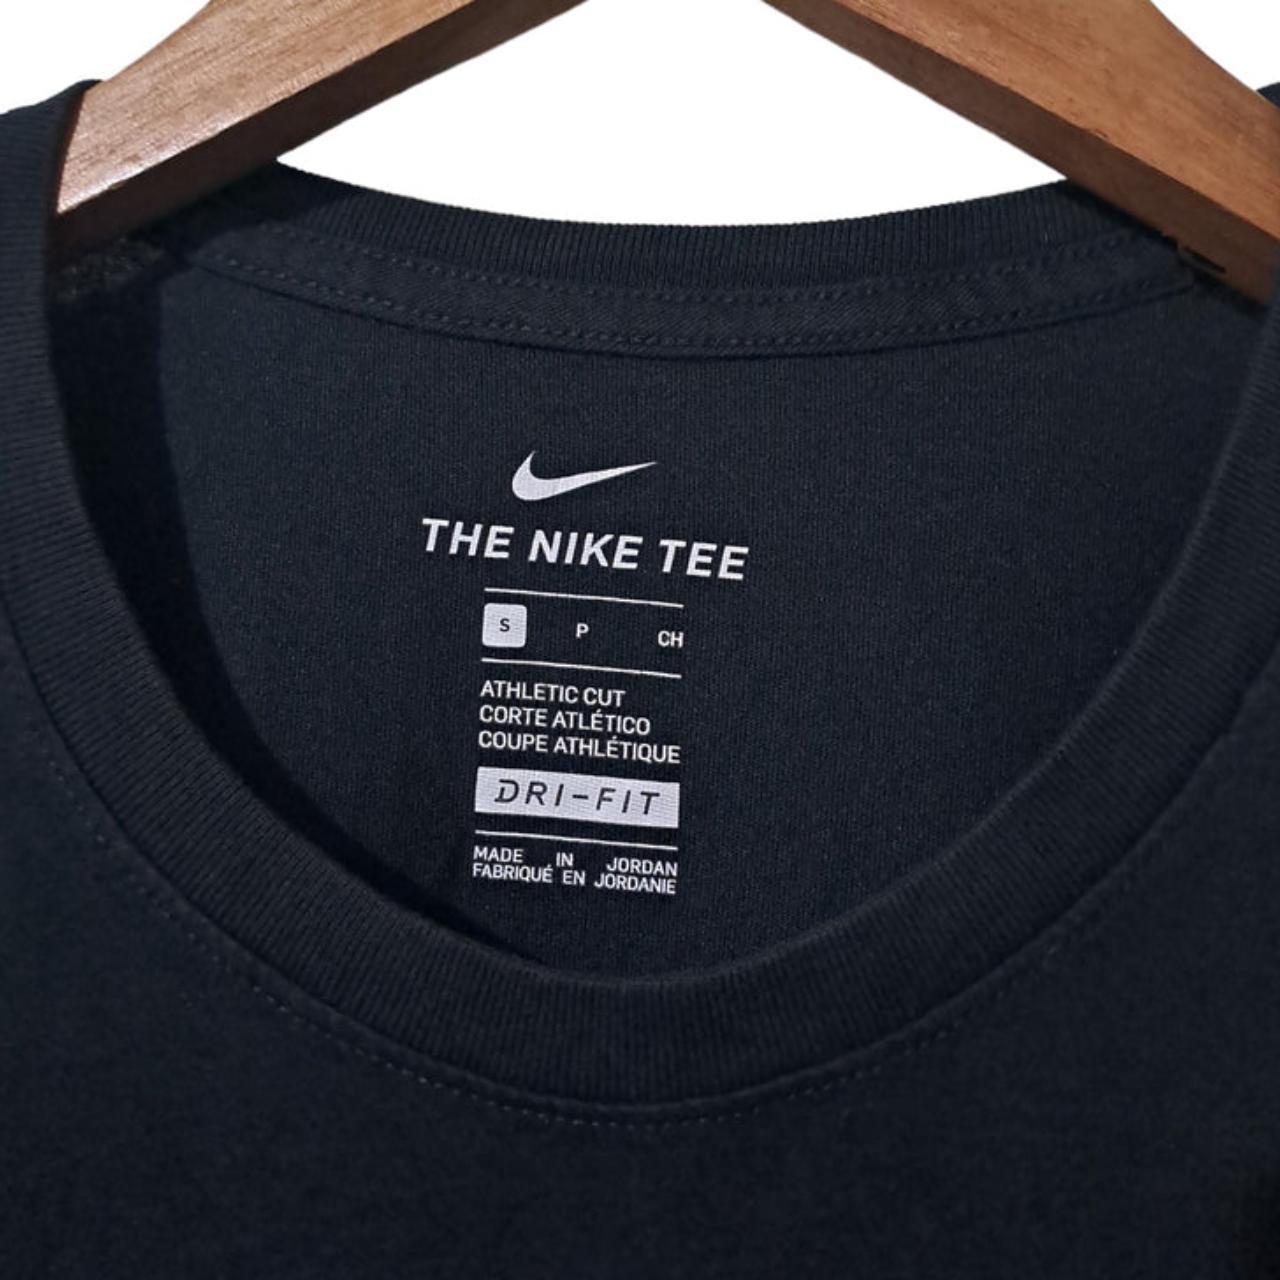 THE NIKE TEE
S P CH
ATHLETIC CUT
CORTE ATLÉTICO
COUPE ATHLÉTIQUE
DRI-FIT
MADE IN JORDAN
FABRIQUÉ EN JORDANIE